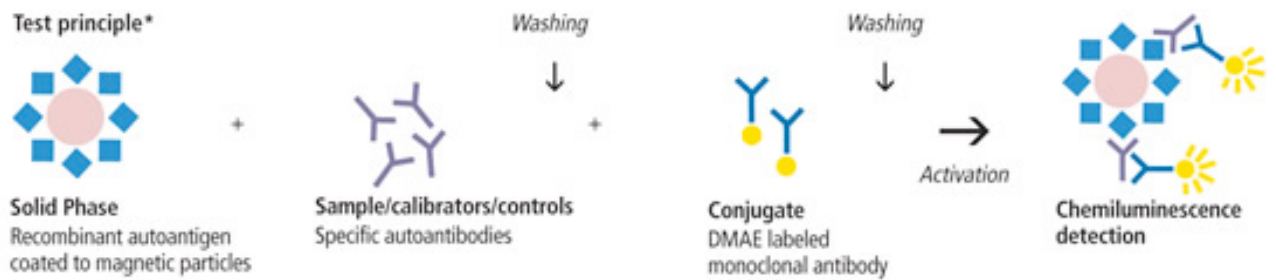 Test principle*
Washing
Washing
+
+
Activation
Solid Phase
Recombinant autoantigen
coated to magnetic particles
Sample/calibrators/controls
Specific autoantibodies
Conjugate
DMAE labeled
monoclonal antibody
Chemiluminescence
detection